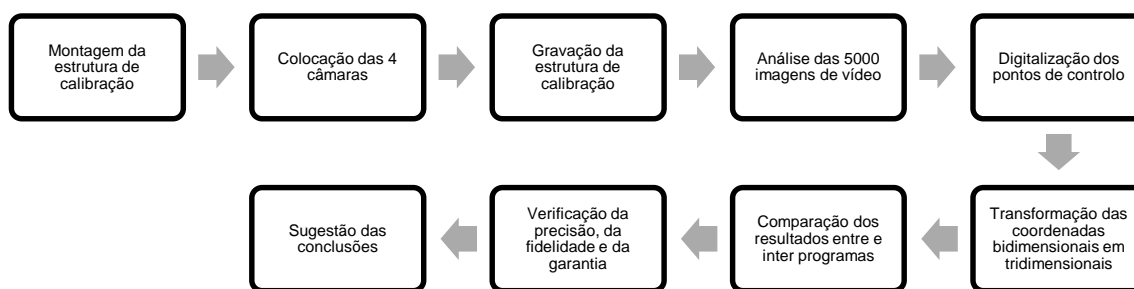 Montagem da
estrutura de
calibração
Colocação das 4
câmaras
Gravação da
estrutura de
calibração
Análise das 5000
imagens de vídeo
Digitalização dos
pontos de controlo
Transformação das
coordenadas
bidimensionais em
tridimensionais
Comparação dos
resultados entre e
inter programas
Verificação da
precisão, da
fidelidade e da
garantia
Sugestão das
conclusões